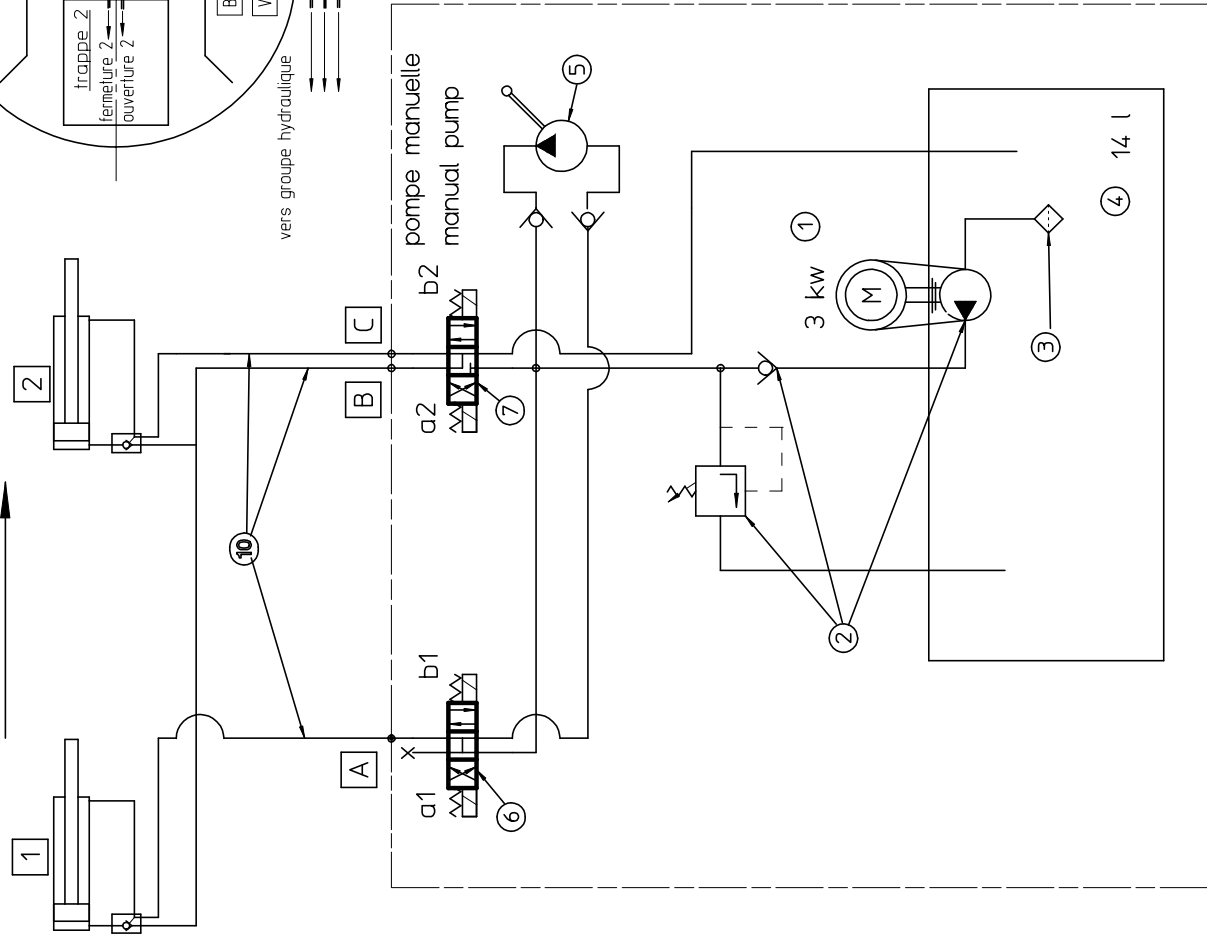 trappe 2
fermeture 2
ouverture 2
B
V
vers groupe hydraulique
pompe manuelle
manual pump
5
2
1
10
C
B
A
b2
a2
7
b1
a1
6
3 kw
1
M
2
3
4
14 l